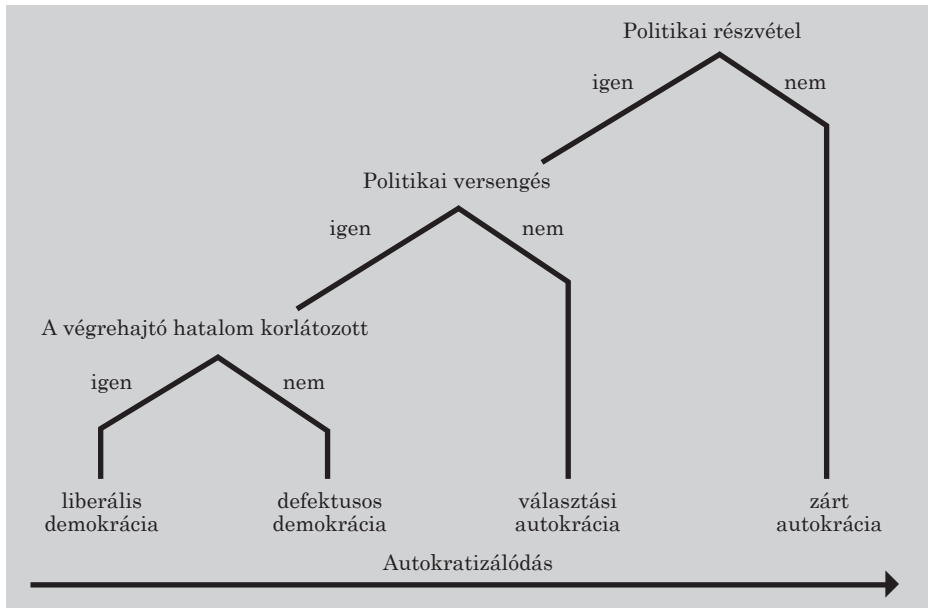 Politikai részvétel
igen
nem
Politikai versengés
igen
nem
A végrehajtó hatalom korlátozott
igen
nem
liberális
demokrácia
defektusos
demokrácia
választási
autokrácia
zárt
autokrácia
Autokratizálódás